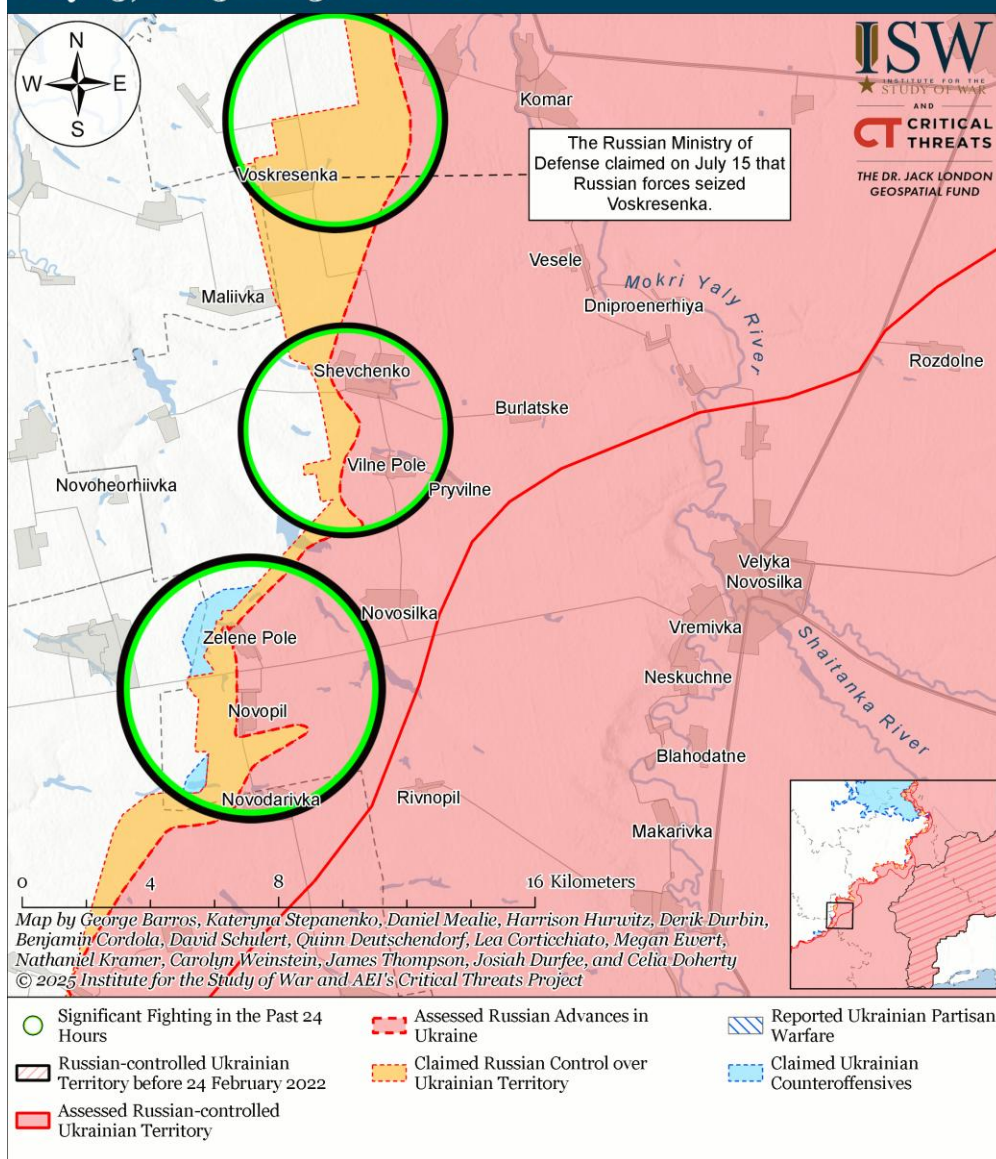 N
W E
S
ISW
INSTITUTE FOR THE
STUDY OF WAR
AND
CT CRITICAL
THREATS
THE DR. JACK LONDON
GEOSPATIAL FUND
Komar
The Russian Ministry of
Defense claimed on July 15 that
Russian forces seized
Voskresenka.
Voskresenka
Vesele
Mokri Yaly River
Dniproenerhiya
Maliivka
Rozdolne
Shevchenko
Burlatske
Vilne Pole
Pryvilne
Novoheorhiivka
Velyka
Novosilka
Novosilka
Vremivka
Zelene Pole
Shaitanka River
Neskuchne
Novopil
Blahodatne
Novodarivka
Rivnopil
Makarivka
0 4 8 16 Kilometers
Map by George Barros, Kateryna Stepanenko, Daniel Mealie, Harrison Hurwitz, Derik Durbin,
Benjamin Cordola, David Schulert, Quinn Deutschendorf, Lea Corticchiato, Megan Ewert,
Nathaniel Kramer, Carolyn Weinstein, James Thompson, Josiah Durfee, and Celia Doherty
© 2025 Institute for the Study of War and AEI's Critical Threats Project
Significant Fighting in the Past 24
Hours
Russian-controlled Ukrainian
Territory before 24 February 2022
Assessed Russian-controlled
Ukrainian Territory
Assessed Russian Advances in
Ukraine
Claimed Russian Control over
Ukrainian Territory
Reported Ukrainian Partisan
Warfare
Claimed Ukrainian
Counteroffensives